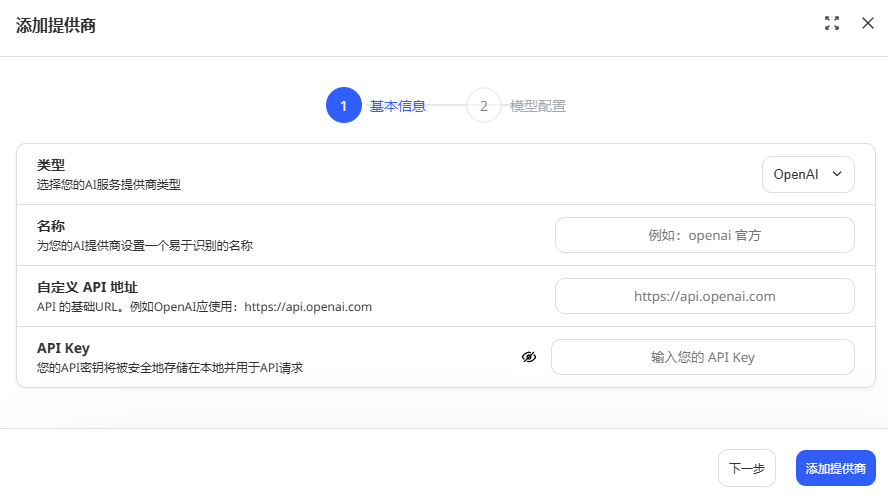 添加提供商
1 基本信息 2 模型配置
类型
选择您的AI服务提供商类型
OpenAI
名称
为您的AI提供商设置一个易于识别的名称
例如：openai 官方
自定义 API 地址
API 的基础URL。例如OpenAI应使用：https://api.openai.com
https://api.openai.com
API Key
您的API密钥将被安全地存储在本地并用于API请求
输入您的 API Key
下一步
添加提供商